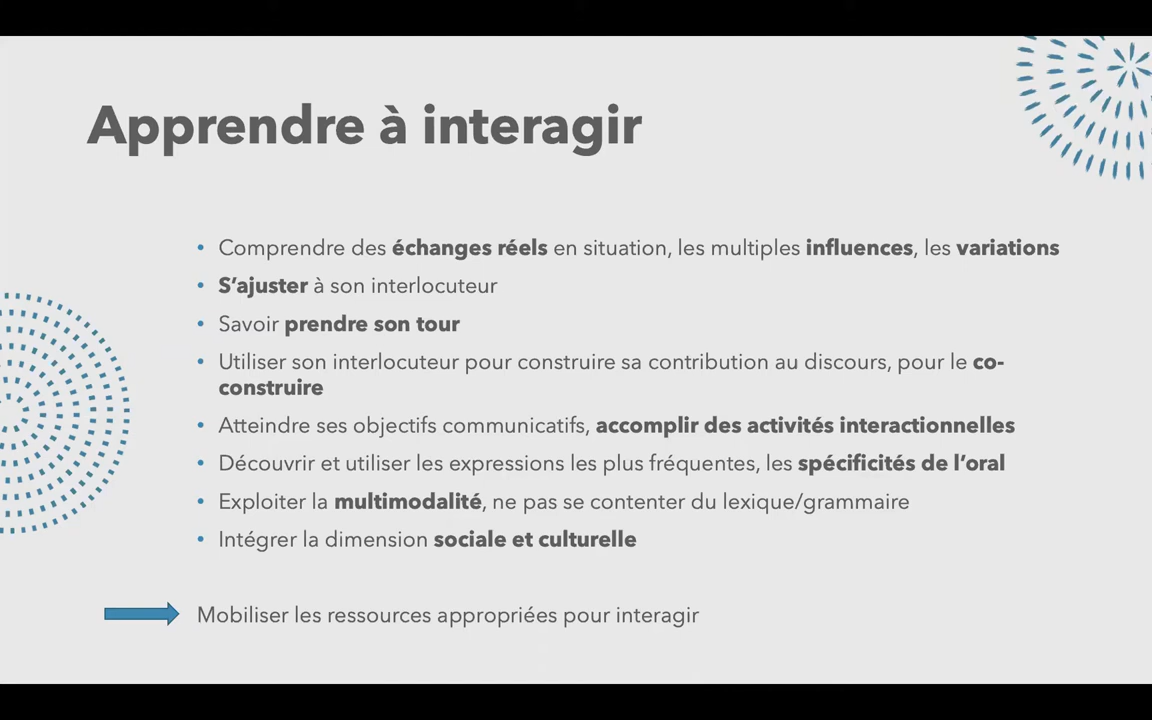 Apprendre à interagir
• Comprendre des échanges réels en situation, les multiples influences, les variations
• S’ajuster à son interlocuteur
• Savoir prendre son tour
• Utiliser son interlocuteur pour construire sa contribution au discours, pour le co-
construire
• Atteindre ses objectifs communicatifs, accomplir des activités interactionnelles
• Découvrir et utiliser les expressions les plus fréquentes, les spécificités de l’oral
• Exploiter la multimodalité, ne pas se contenter du lexique/grammaire
• Intégrer la dimension sociale et culturelle
Mobiliser les ressources appropriées pour interagir